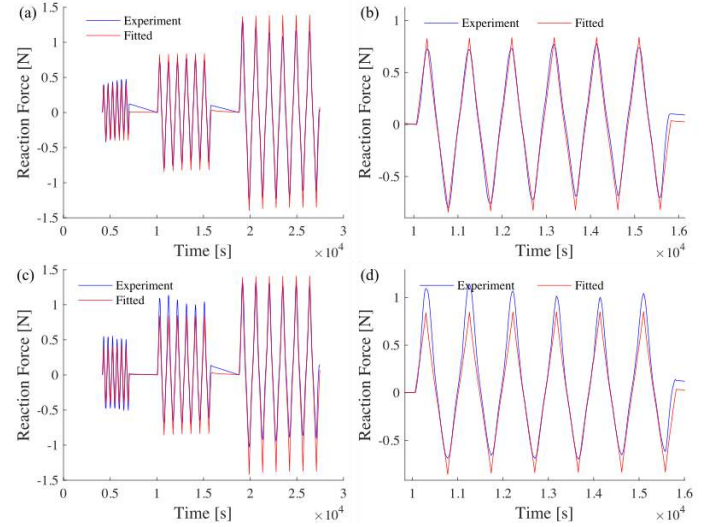 (a)
Experiment
Fitted
Reaction Force [N]
1.5
1
0.5
0
-0.5
-1
-1.5
0 0.5 1 1.5 2 2.5 3
Time [s]
×10⁴
(b)
Experiment
Fitted
Reaction Force [N]
1
0.5
0
-0.5
1 1.1 1.2 1.3 1.4 1.5 1.6
Time [s]
×10⁴
(c)
Experiment
Fitted
Reaction Force [N]
1.5
1
0.5
0
-0.5
-1
-1.5
0 0.5 1 1.5 2 2.5 3
Time [s]
×10⁴
(d)
Experiment
Fitted
Reaction Force [N]
1
0.5
0
-0.5
1 1.1 1.2 1.3 1.4 1.5 1.6
Time [s]
×10⁴